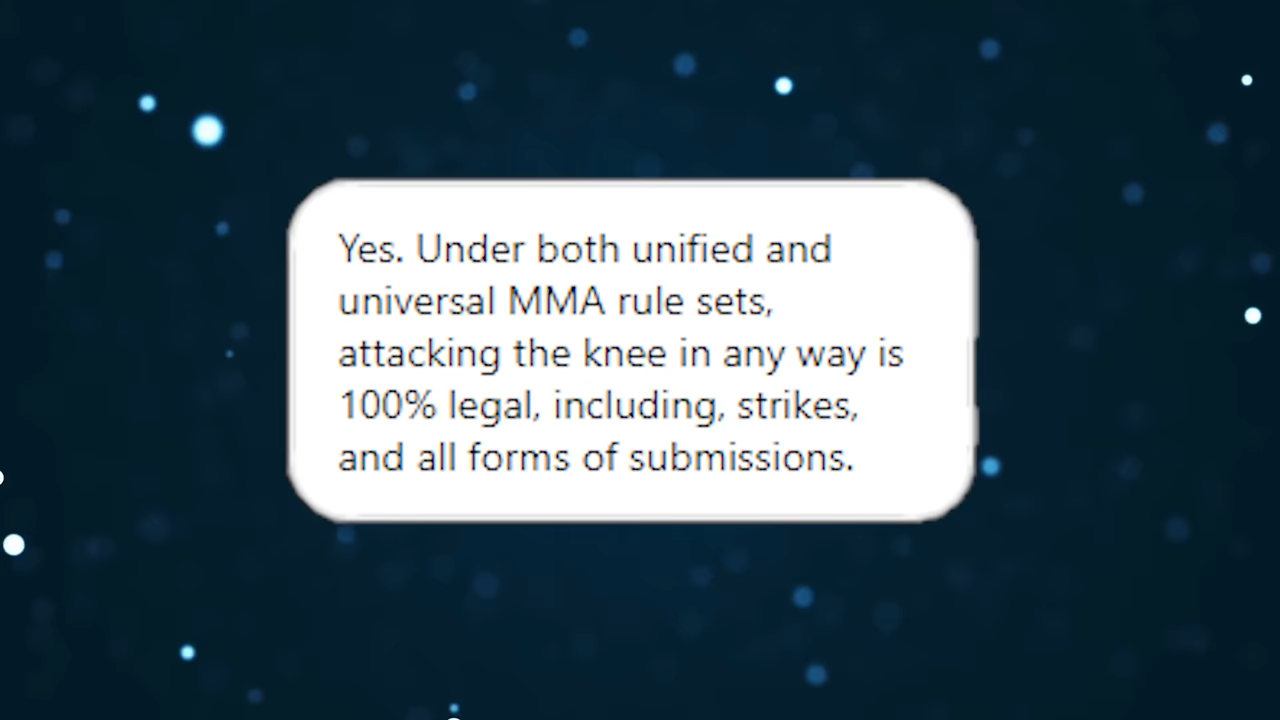 Yes. Under both unified and
universal MMA rule sets,
attacking the knee in any way is
100% legal, including, strikes,
and all forms of submissions.